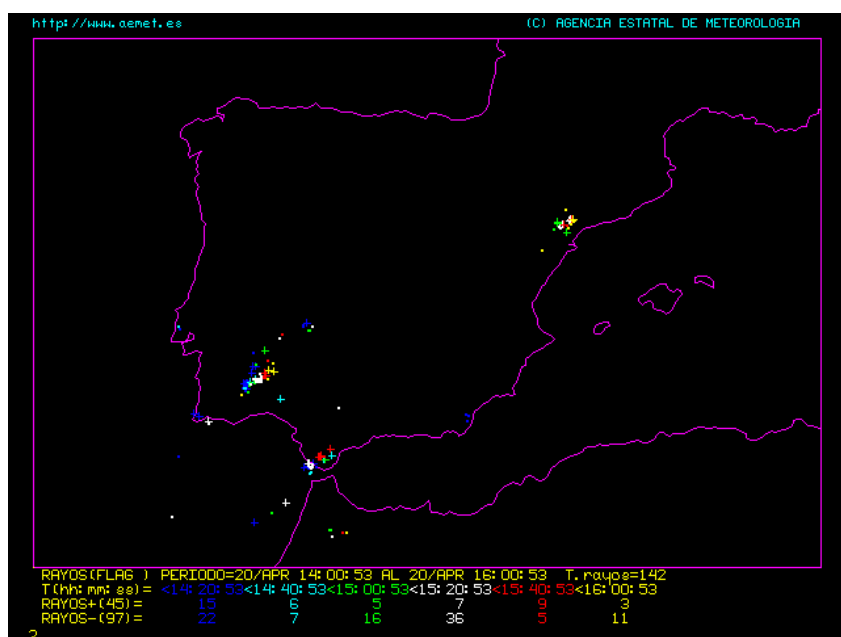 http://www.aemet.es (C) AGENCIA ESTATAL DE METEOROLOGIA
RAYOS(FLAG ) PERIODO=20/APR 14:00:53 AL 20/APR 16:00:53 T.rayos=142
T(hh:mm:ss)= <14:20:53<14:40:53<15:00:53<15:20:53<15:40:53<16:00:53
RAYOS+(45)= 15 6 5 7 9 3
RAYOS-(97)= 22 7 16 36 5 11
2